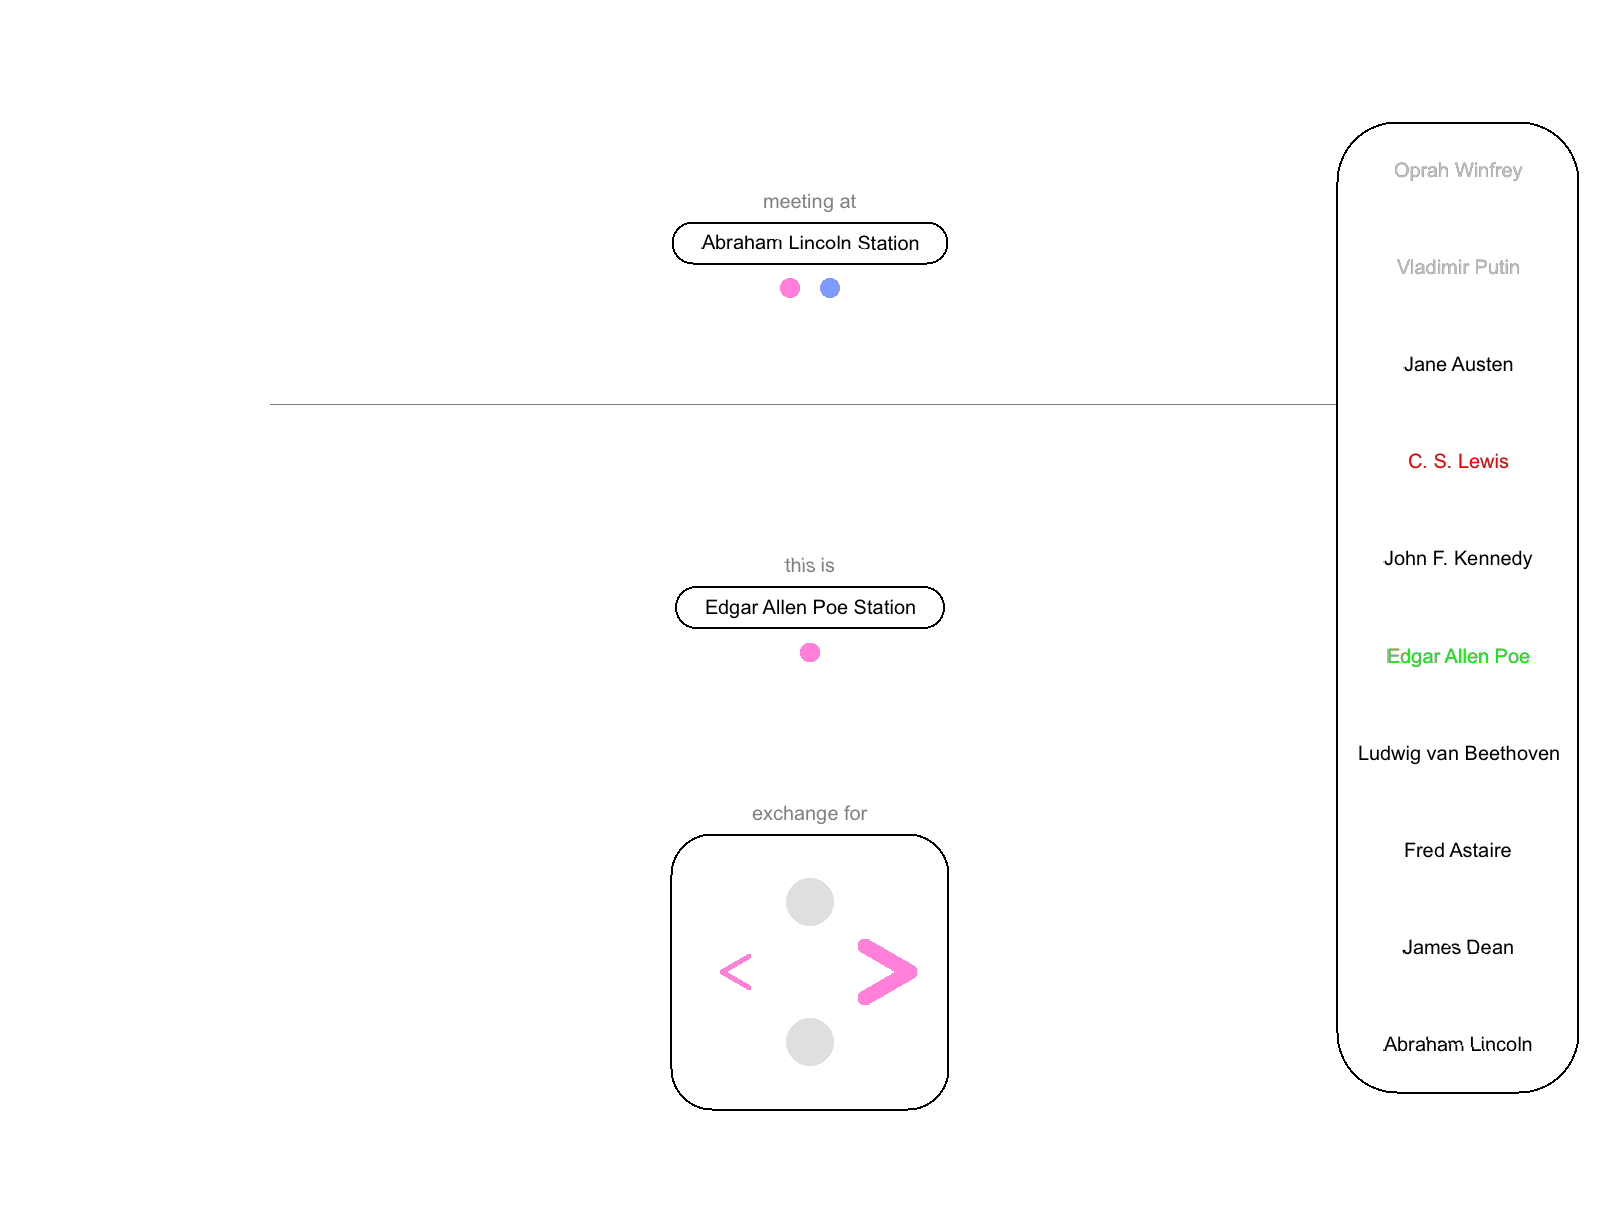 meeting at
Abraham Lincoln Station
this is
Edgar Allen Poe Station
exchange for
<
>
Oprah Winfrey
Vladimir Putin
Jane Austen
C. S. Lewis
John F. Kennedy
Edgar Allen Poe
Ludwig van Beethoven
Fred Astaire
James Dean
Abraham Lincoln